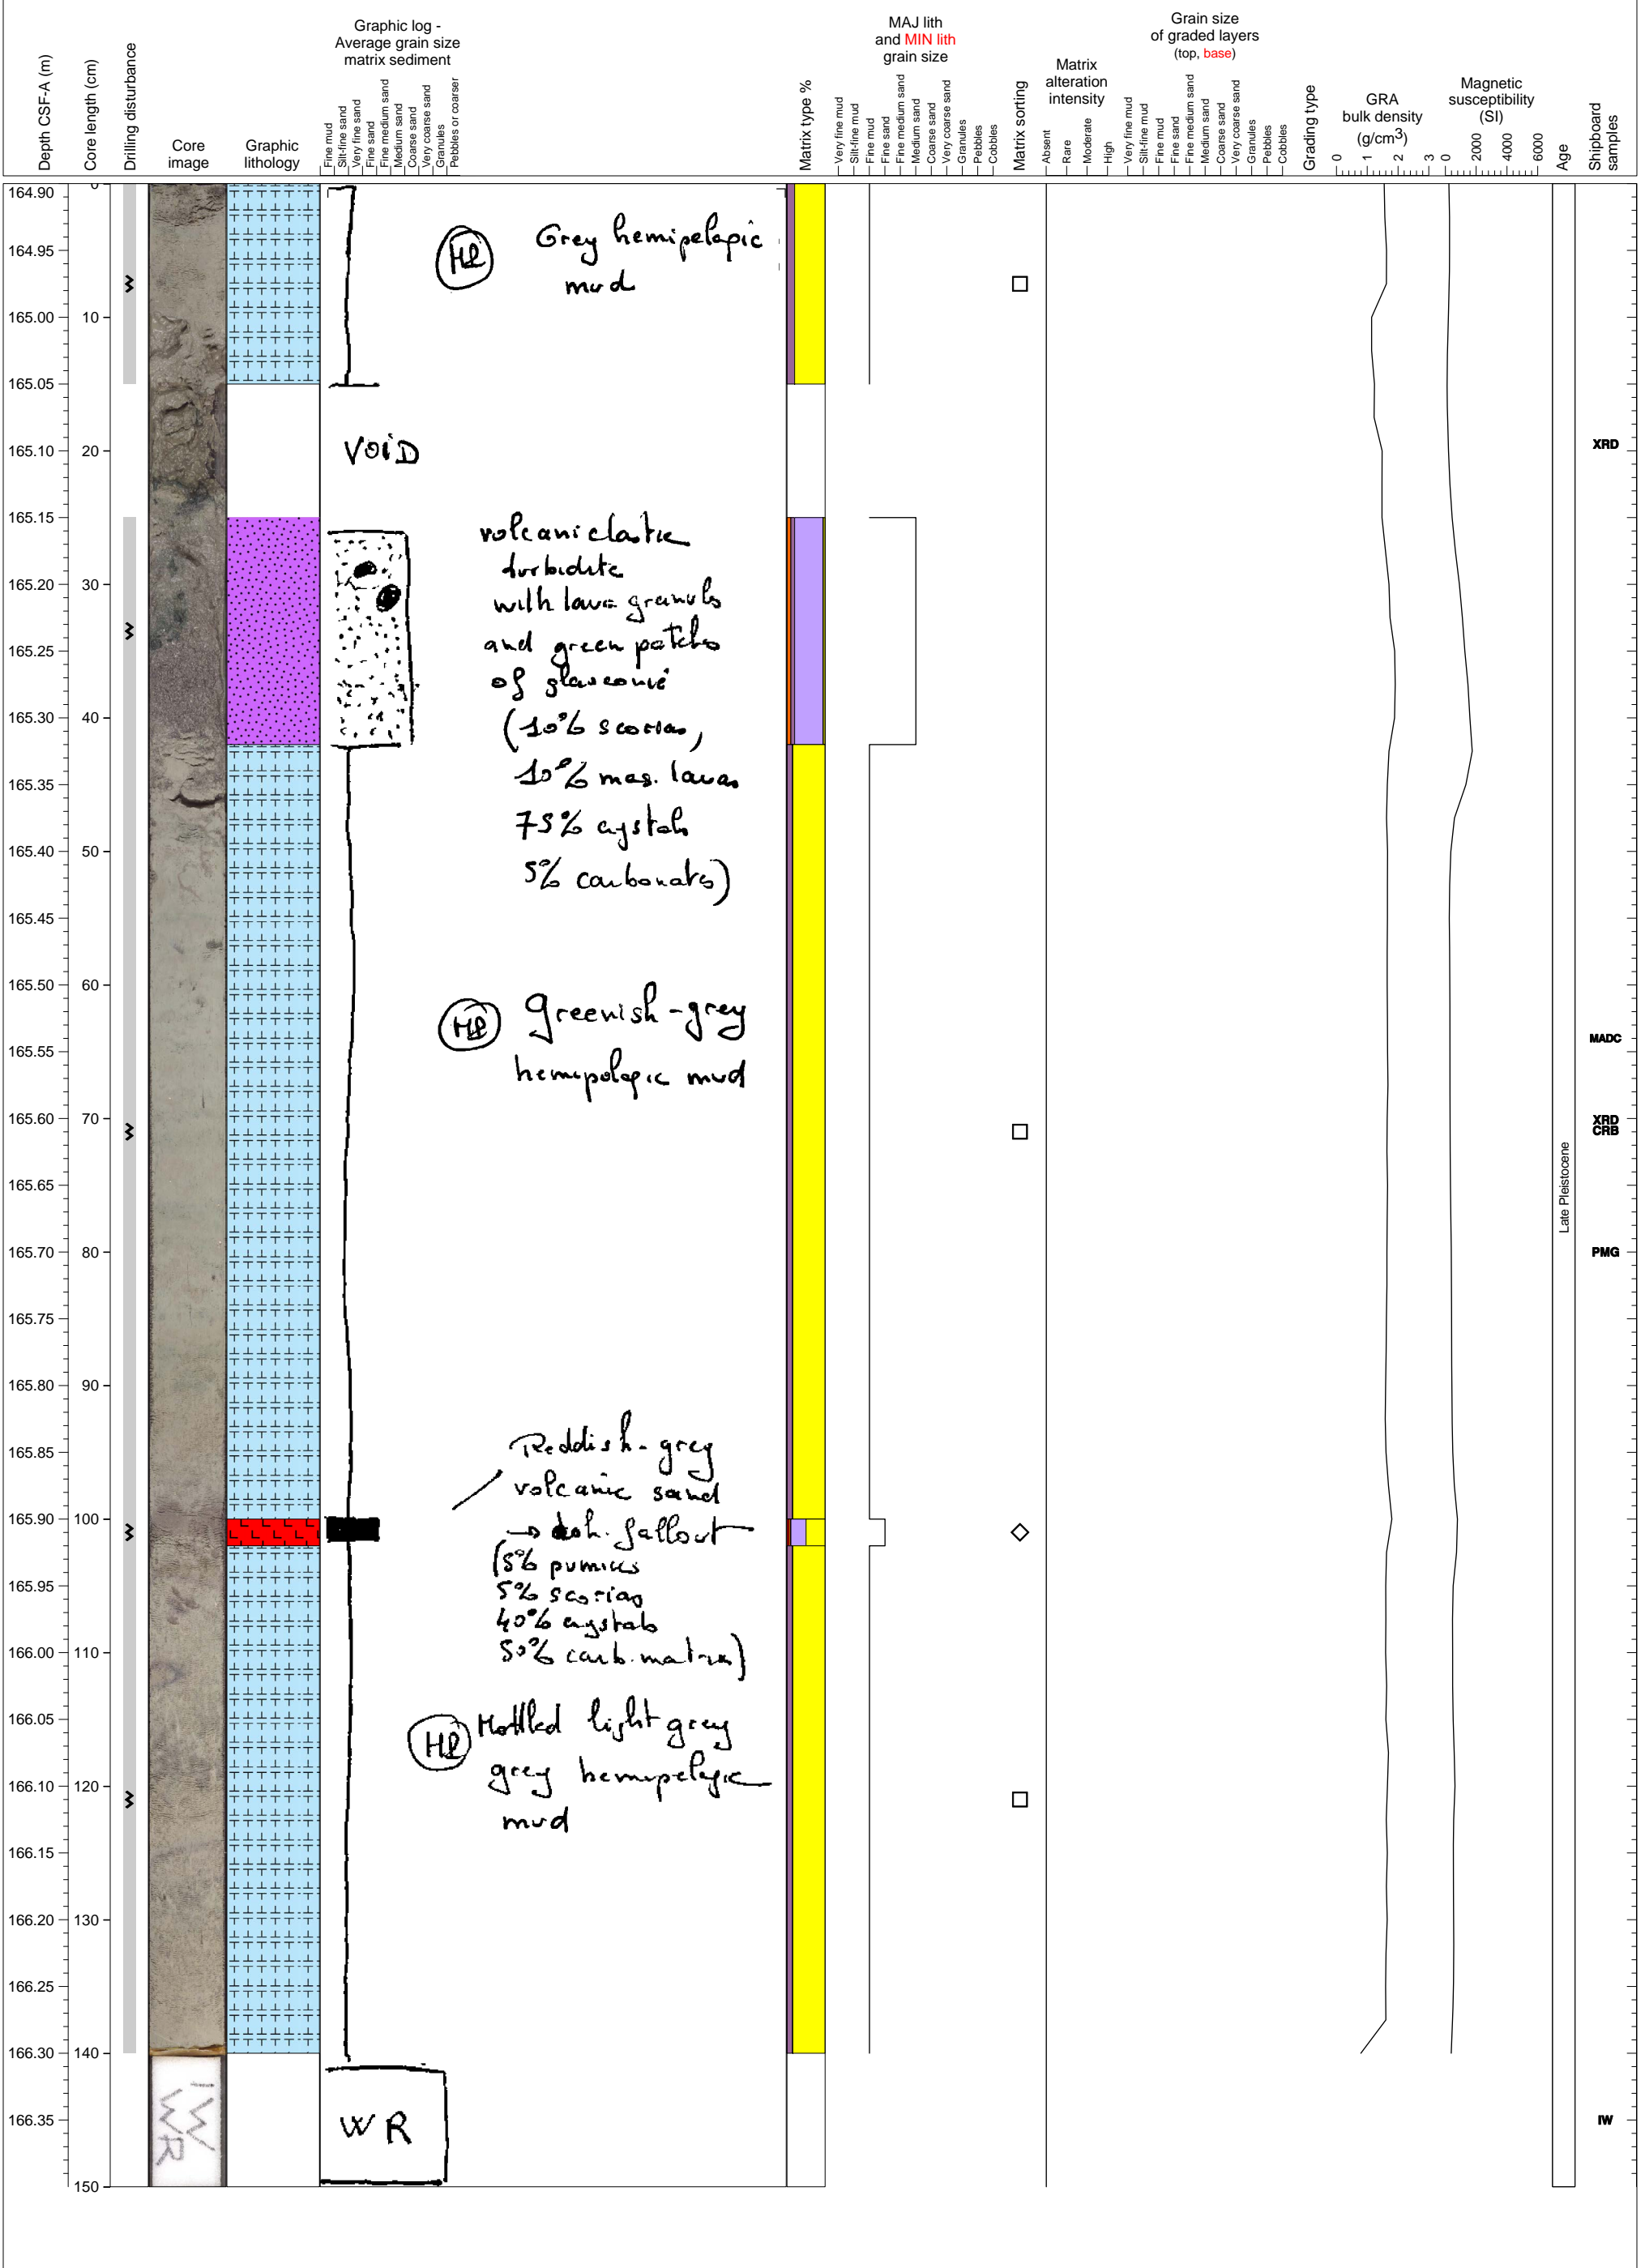 Graphic log -
Average grain size
matrix sediment
MAJ lith
and MIN lith
grain size
Grain size
of graded layers
(top, base)
Matrix
alteration
intensity
GRA
bulk density
(g/cm3)
Magnetic
susceptibility
(SI)
Depth CSF-A (m)
Core length (cm)
Drilling disturbance
Core
image
Graphic
lithology
Fine mud
Silt-fine sand
Very fine sand
Fine sand
Fine medium sand
Medium sand
Coarse sand
Very coarse sand
Granules
Pebbles or coarser
Matrix type %
Very fine mud
Silt-fine mud
Fine mud
Fine sand
Fine medium sand
Medium sand
Coarse sand
Very coarse sand
Granules
Pebbles
Cobbles
Matrix sorting
Absent
Rare
Moderate
High
Very fine mud
Silt-fine mud
Fine mud
Fine sand
Fine medium sand
Medium sand
Coarse sand
Very coarse sand
Granules
Pebbles
Cobbles
Grading type
0 1 2 3
0 2000 4000 6000
Age
Shipboard
samples
164.90 0
164.95
165.00 10
165.05
165.10 20
165.15
165.20 30
165.25
165.30 40
165.35
165.40 50
165.45
165.50 60
165.55
165.60 70
165.65
165.70 80
165.75
165.80 90
165.85
165.90 100
165.95
166.00 110
166.05
166.10 120
166.15
166.20 130
166.25
166.30 140
166.35
150
HP Grey hemipelagic
mud
VOID
volcaniclastic
turbidite
with lava granuls
and green patches
of
(10% scorias,
10% mas. lavas
75% crystals
5% carbonates)
HP Greenish-grey
hemipelagic mud
Reddish-grey
volcanic sand
→ ash. fallout
(5% pumices
5% scorias
40% crystals
50% carb. matrix)
HP Mottled light grey
grey hemipelagic
mud
WR
IW
WR
XRD
MADC
XRD
CRB
PMG
IW
Late Pleistocene